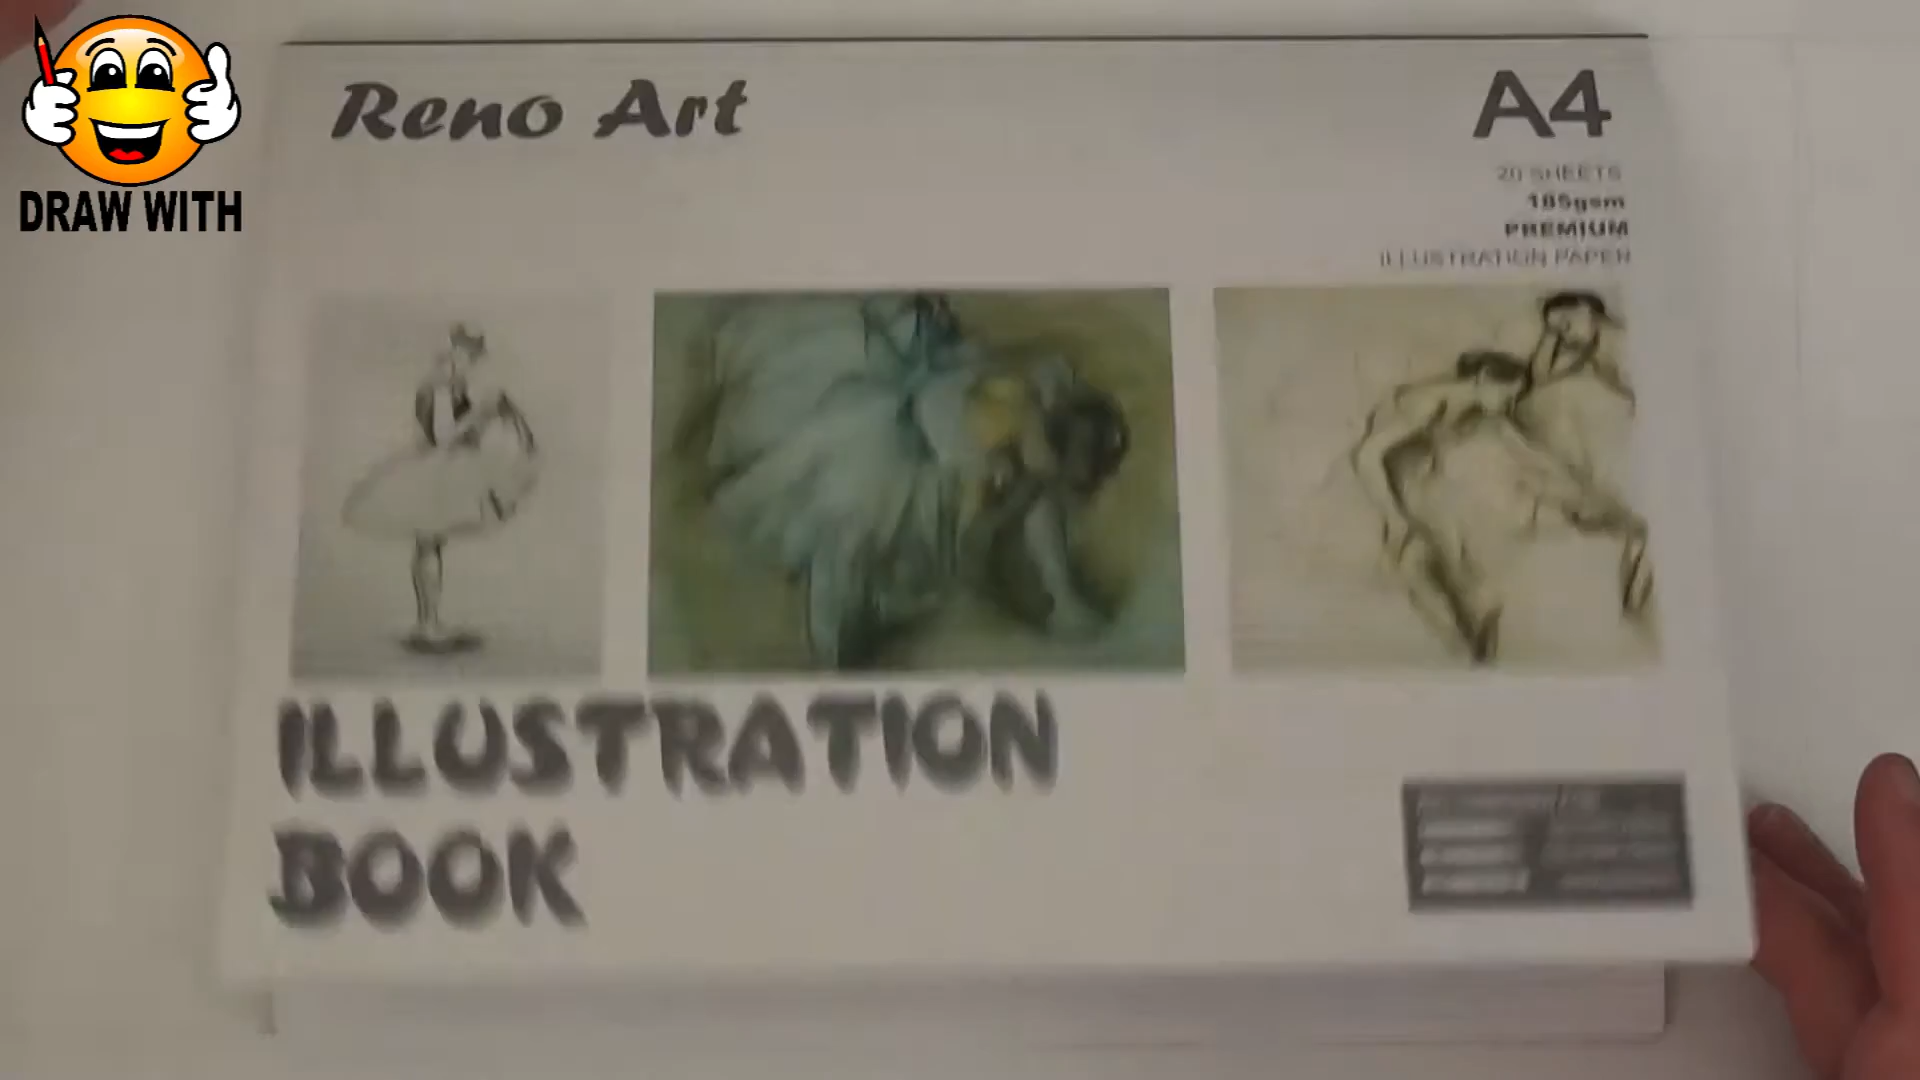 DRAW WITH
Reno Art
A4
20 SHEETS
185gsm
PREMIUM
ILLUSTRATION PAPER
ILLUSTRATION
BOOK